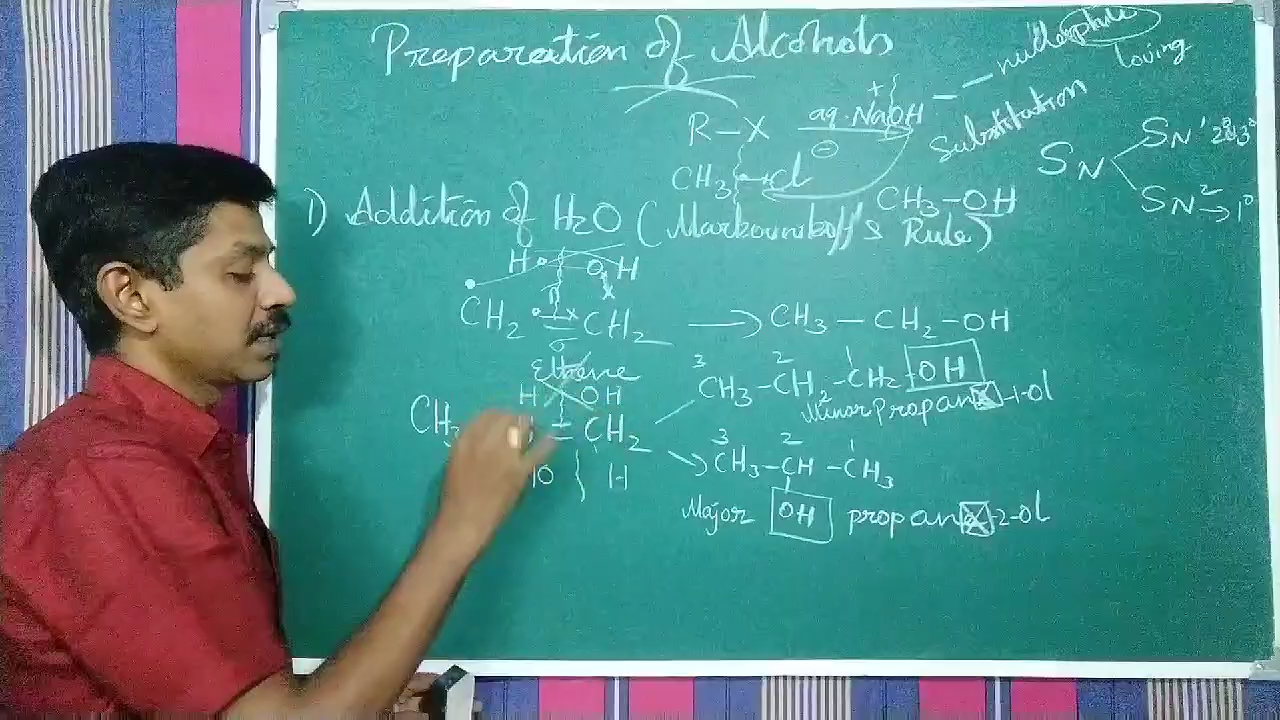 Preparation of Alcohols
R-X aq. NaOH - nucleophile
+
loving
⊖
Substitution
CH3 Cl
CH3-OH
SN
SN1 2°&3°
SN2→1°
1) Addition of H2O (Markownikoff's Rule)
H OH
π
CH2 = CH2 → CH3 - CH2 - OH
σ
Ethene
H OH
3 2 1
CH3-CH2-CH2-OH
Minor propan -1-ol
CH3 = CH2
3 2 1
→ CH3-CH-CH3
H
Major OH propan -2-ol